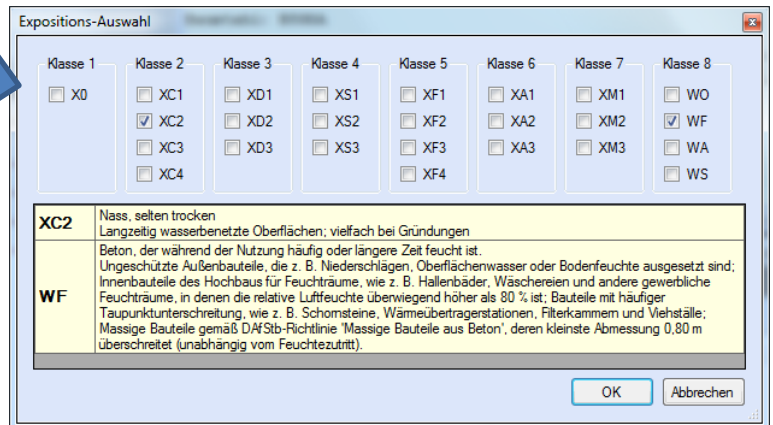 Expositions-Auswahl
Klasse 1 Klasse 2 Klasse 3 Klasse 4 Klasse 5 Klasse 6 Klasse 7 Klasse 8
X0 XC1 XD1 XS1 XF1 XA1 XM1 WO
XC2 XD2 XS2 XF2 XA2 XM2 WF
XC3 XD3 XS3 XF3 XA3 XM3 WA
XC4 XF4 WS
XC2 Nass, selten trocken
Langzeitig wasserbenetzte Oberflächen; vielfach bei Gründungen
Beton, der während der Nutzung häufig oder längere Zeit feucht ist.
Ungeschützte Außenbauteile, die z. B. Niederschlägen, Oberflächenwasser oder Bodenfeuchte ausgesetzt sind;
Innenbauteile des Hochbaus für Feuchträume, wie z. B. Hallenbäder, Wäschereien und andere gewerbliche
WF Feuchträume, in denen die relative Luftfeuchte überwiegend höher als 80 % ist; Bauteile mit häufiger
Taupunktunterschreitung, wie z. B. Schornsteine, Wärmeübertragerstationen, Filterkammern und Viehställe;
Massige Bauteile gemäß DAfStb-Richtlinie 'Massige Bauteile aus Beton', deren kleinste Abmessung 0,80 m
überschreitet (unabhängig vom Feuchtezutritt).
OK Abbrechen